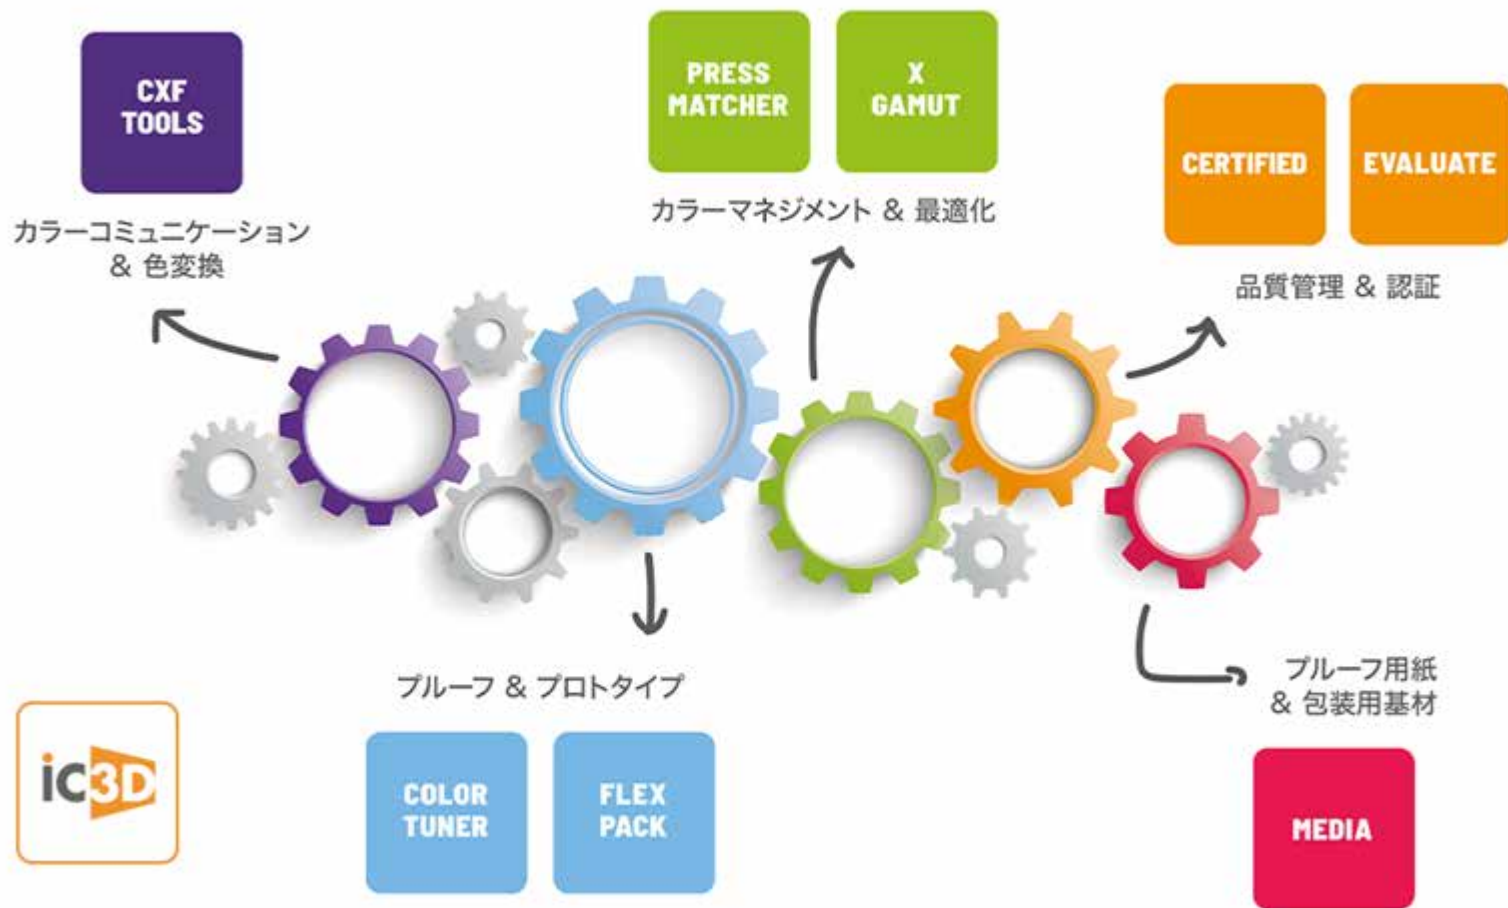 CXF
TOOLS
カラーコミュニケーション
& 色変換
PRESS
MATCHER
X
GAMUT
カラーマネジメント & 最適化
CERTIFIED
EVALUATE
品質管理 & 認証
プルーフ & プロトタイプ
COLOR
TUNER
FLEX
PACK
プルーフ用紙
& 包装用基材
MEDIA
ic3D